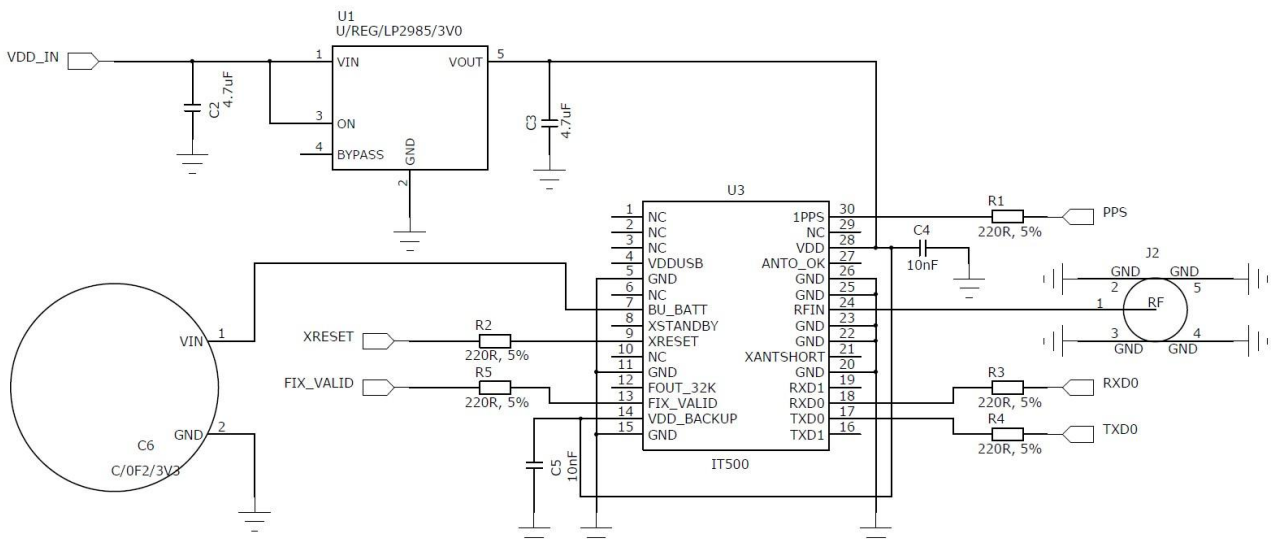 U1
U/REG/LP2985/3V0
VDD_IN
1
VIN
VOUT
5
C2
4.7uF
3
ON
4
BYPASS
GND
2
C3
4.7uF
U3
1 NC
2 NC
3 NC
4 VDDUSB
5 GND
6 NC
7 BU_BATT
8 XSTANDBY
9 XRESET
10 NC
11 GND
12 FOUT_32K
13 FIX_VALID
14 VDD_BACKUP
15 GND
1PPS 30
NC 29
VDD 28
ANTO_OK 27
GND 26
GND 25
RFIN 24
GND 23
GND 22
XANTSHORT 21
GND 20
RXD1 19
RXD0 18
TXD0 17
TXD1 16
IT500
R1
220R, 5%
PPS
C4
10nF
J2
GND
GND
2
5
1
RF
3
4
GND
GND
VIN
1
GND
2
C6
C/0F2/3V3
XRESET
R2
220R, 5%
FIX_VALID
R5
220R, 5%
C5
10nF
R3
220R, 5%
RXD0
R4
220R, 5%
TXD0